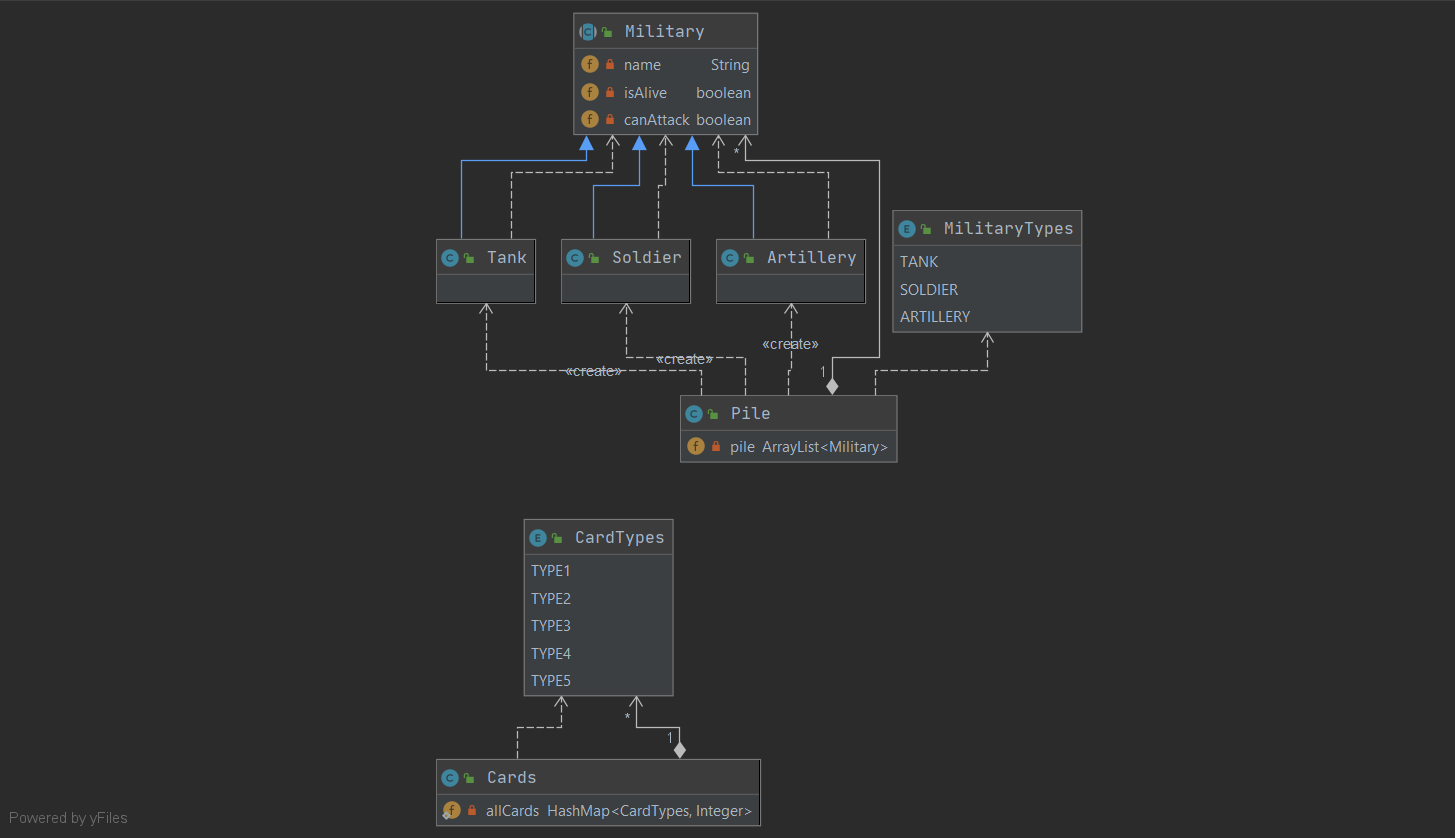 Military
name String
isAlive boolean
canAttack boolean
*
Tank
Soldier
Artillery
MilitaryTypes
TANK
SOLDIER
ARTILLERY
«create»
«create»
«create»
1
Pile
pile ArrayList<Military>
CardTypes
TYPE1
TYPE2
TYPE3
TYPE4
TYPE5
*
1
Cards
allCards HashMap<CardTypes, Integer>
Powered by yFiles